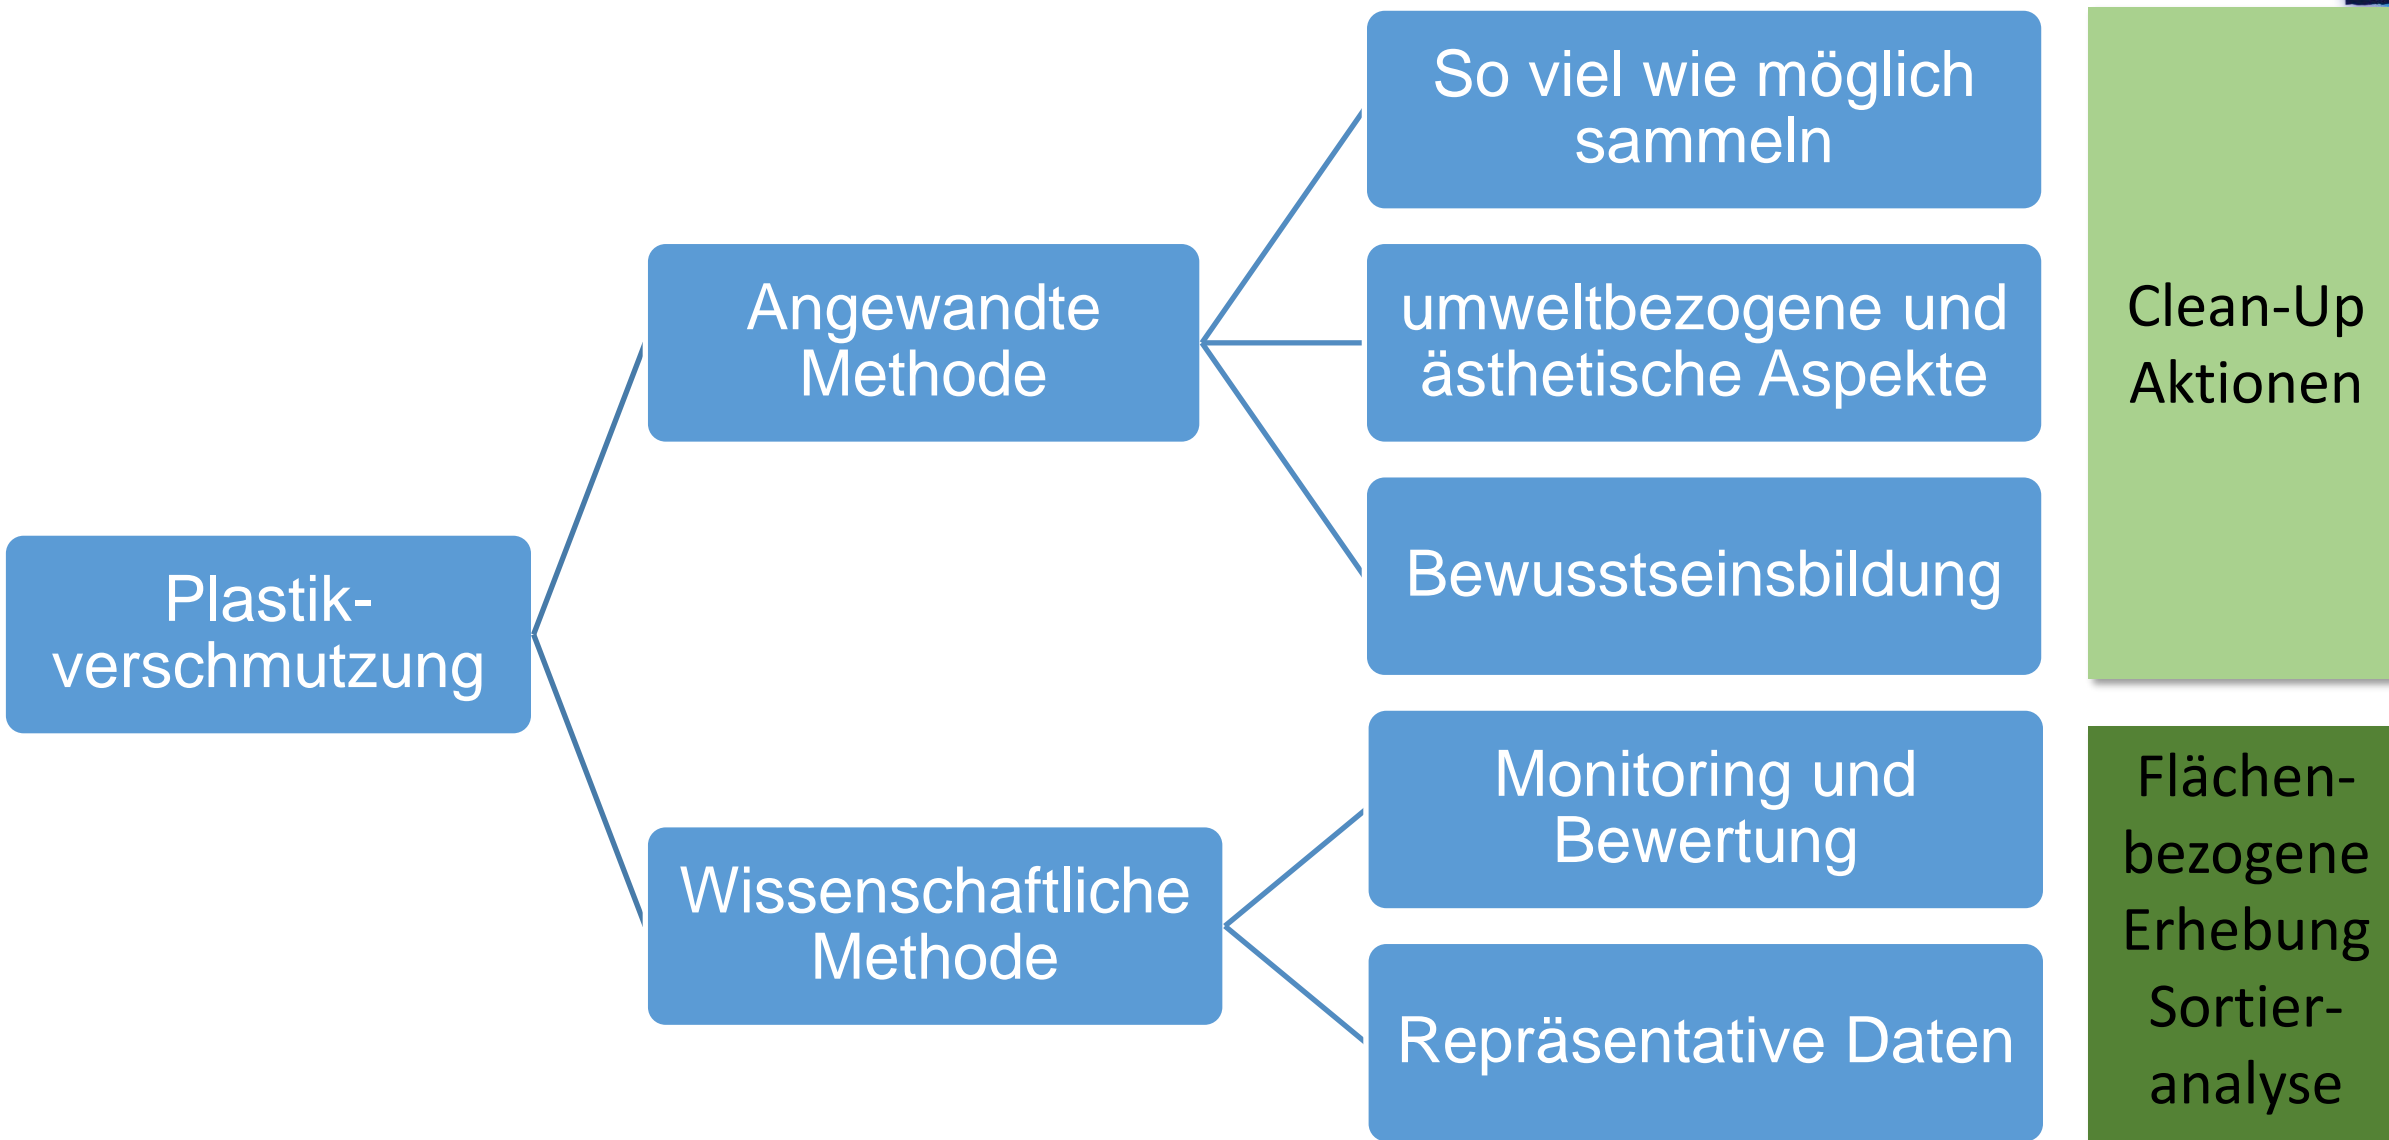 Plastik-
verschmutzung
Angewandte
Methode
So viel wie möglich
sammeln
umweltbezogene und
ästhetische Aspekte
Bewusstseinsbildung
Wissenschaftliche
Methode
Monitoring und
Bewertung
Repräsentative Daten
Clean-Up
Aktionen
Flächen-
bezogene
Erhebung
Sortier-
analyse